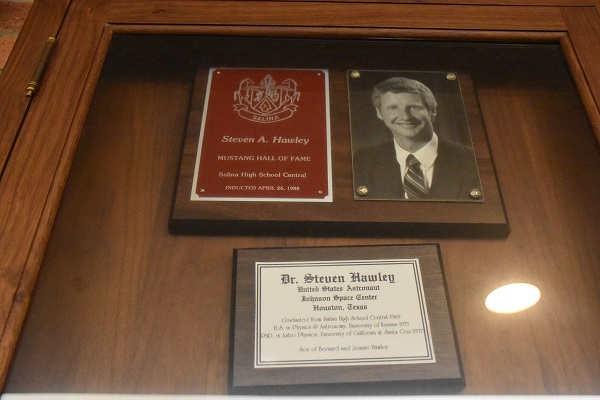 SALINA
Steven A. Hawley
MUSTANG HALL OF FAME
Salina High School Central
INDUCTED APRIL 26, 1988
Dr. Steven Hawley
United States Astronaut
Johnson Space Center
Houston, Texas
Graduated from Salina High School Central-1969
B.S. in Physics & Astronomy, University of Kansas-1973
PhD. in Astro Physics, University of California at Santa Cruz-1977
Son of Bernard and Jeanne Hawley